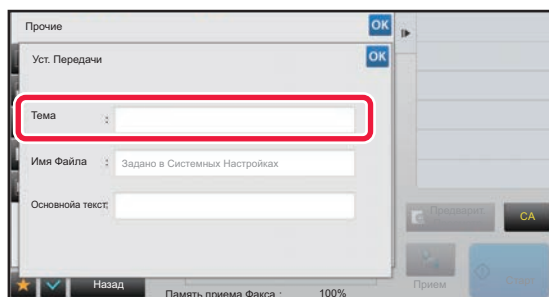 Прочие
OK
Уст. Передачи
OK
Тема :
Имя Файла : Задано в Системных Настройках
Основнойа текст:
Предварит.
CA
Назад
Память приема Факса : 100%
Прием
Старт